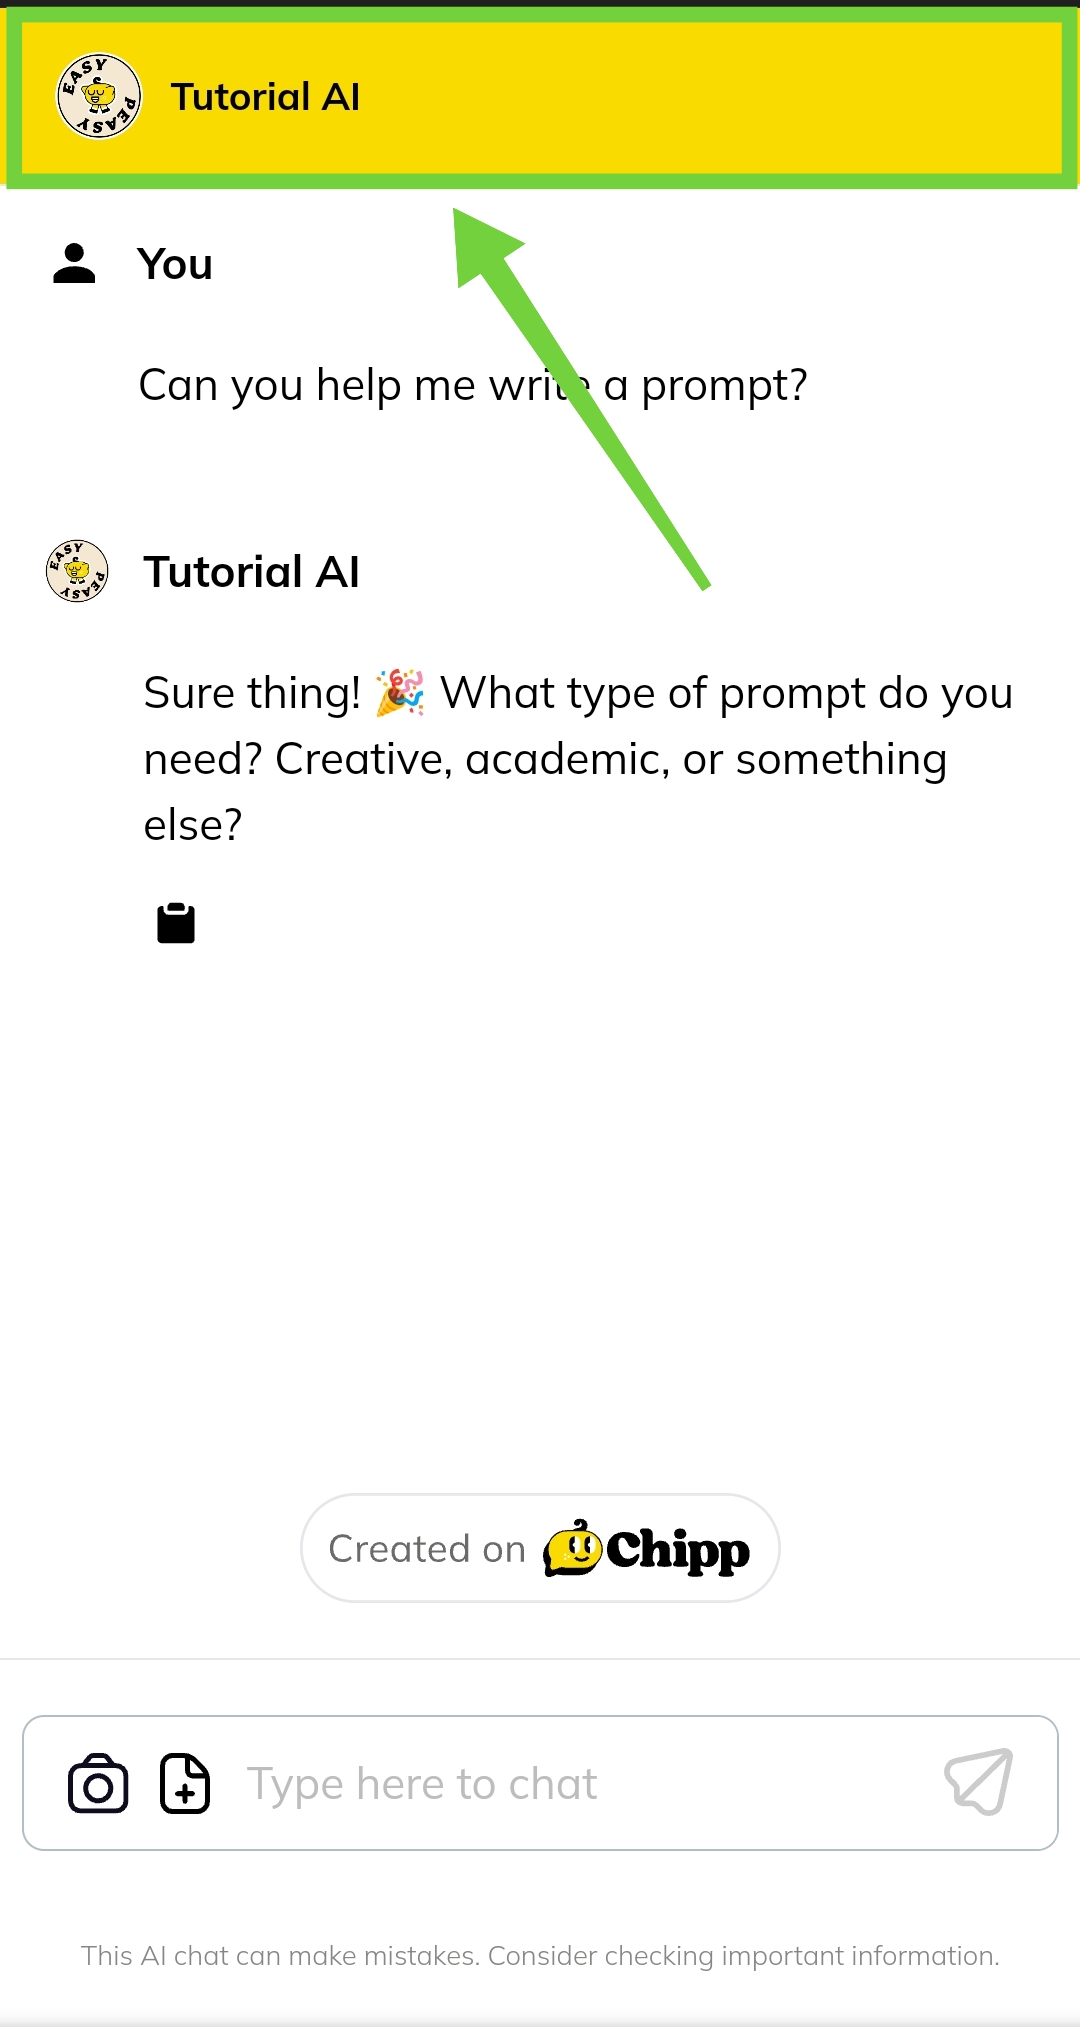 EASY PEASY
Tutorial AI
You
Can you help me write a prompt?
EASY PEASY
Tutorial AI
Sure thing! 🎉 What type of prompt do you
need? Creative, academic, or something
else?
Created on Chipp
Type here to chat
This AI chat can make mistakes. Consider checking important information.